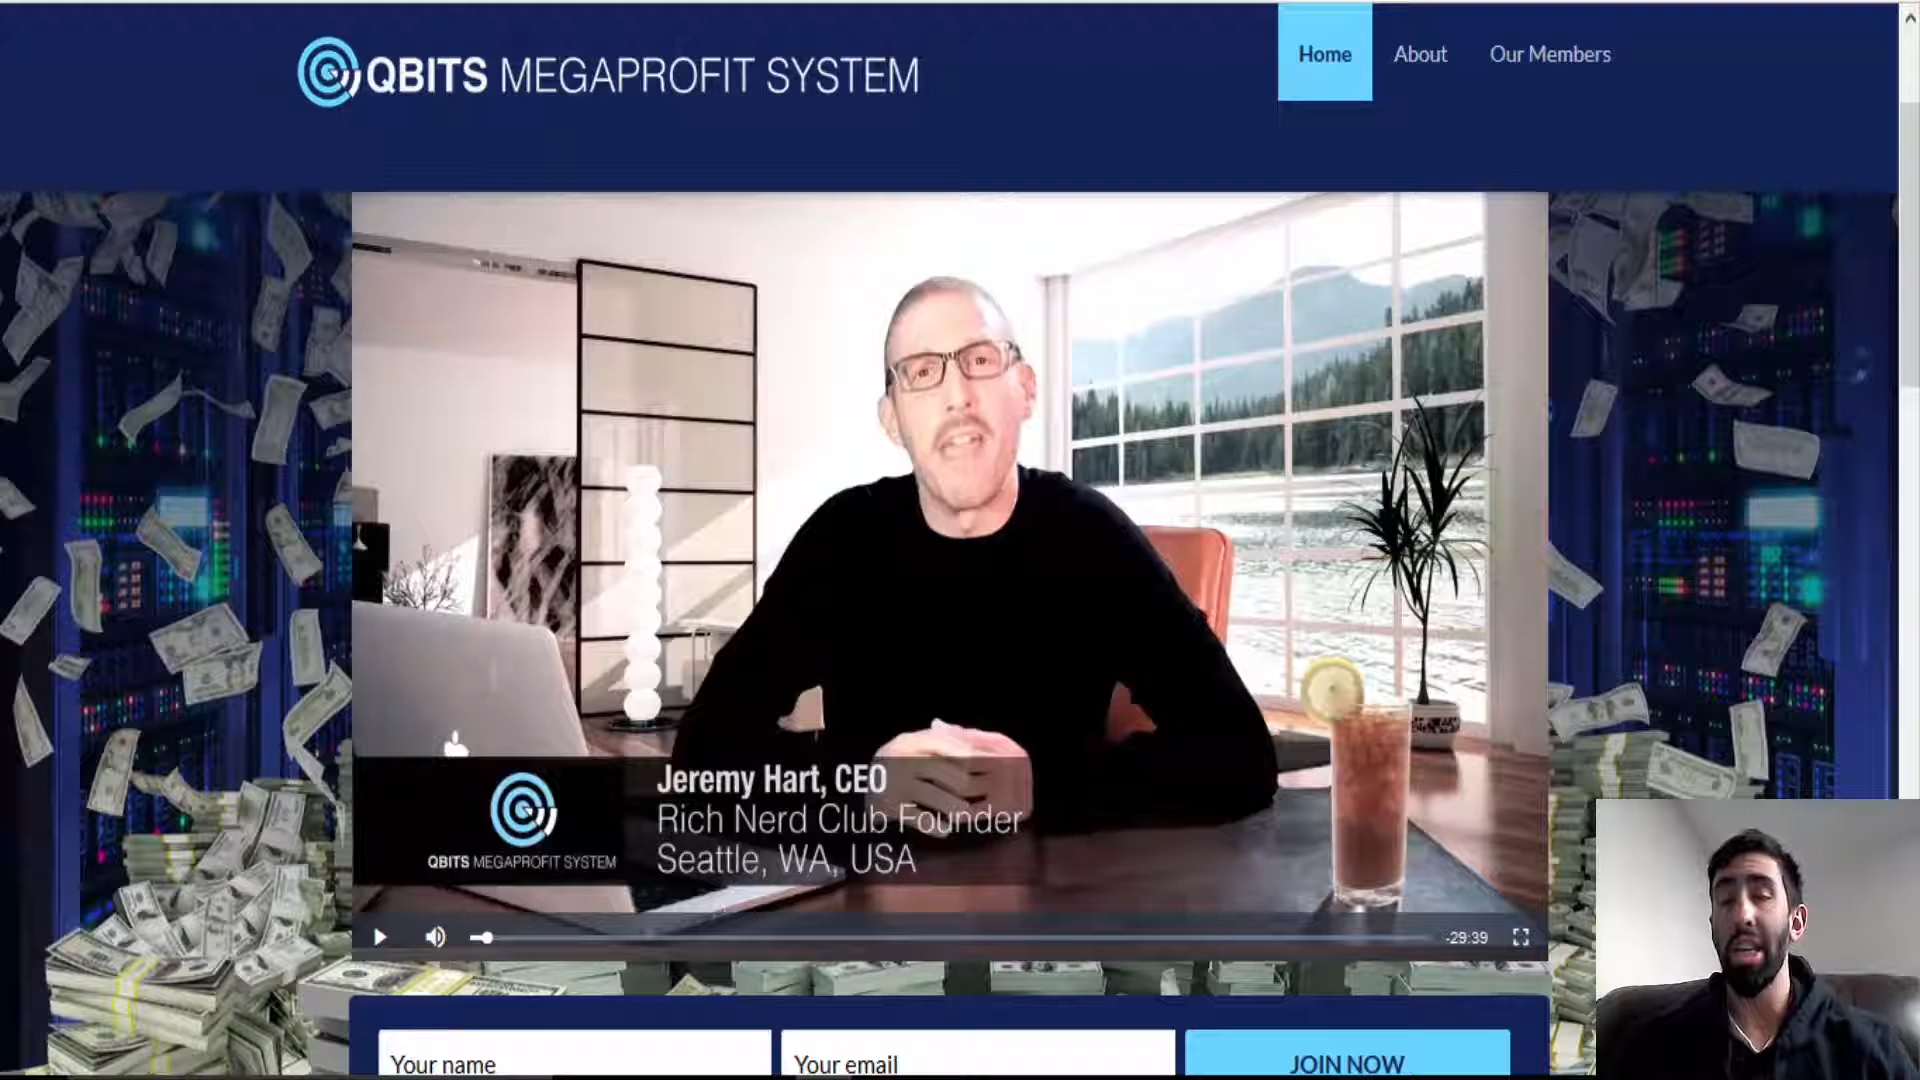 QBITS MEGAPROFIT SYSTEM
Home
About
Our Members
Jeremy Hart, CEO
Rich Nerd Club Founder
Seattle, WA, USA
QBITS MEGAPROFIT SYSTEM
-29:39
Your name
Your email
JOIN NOW